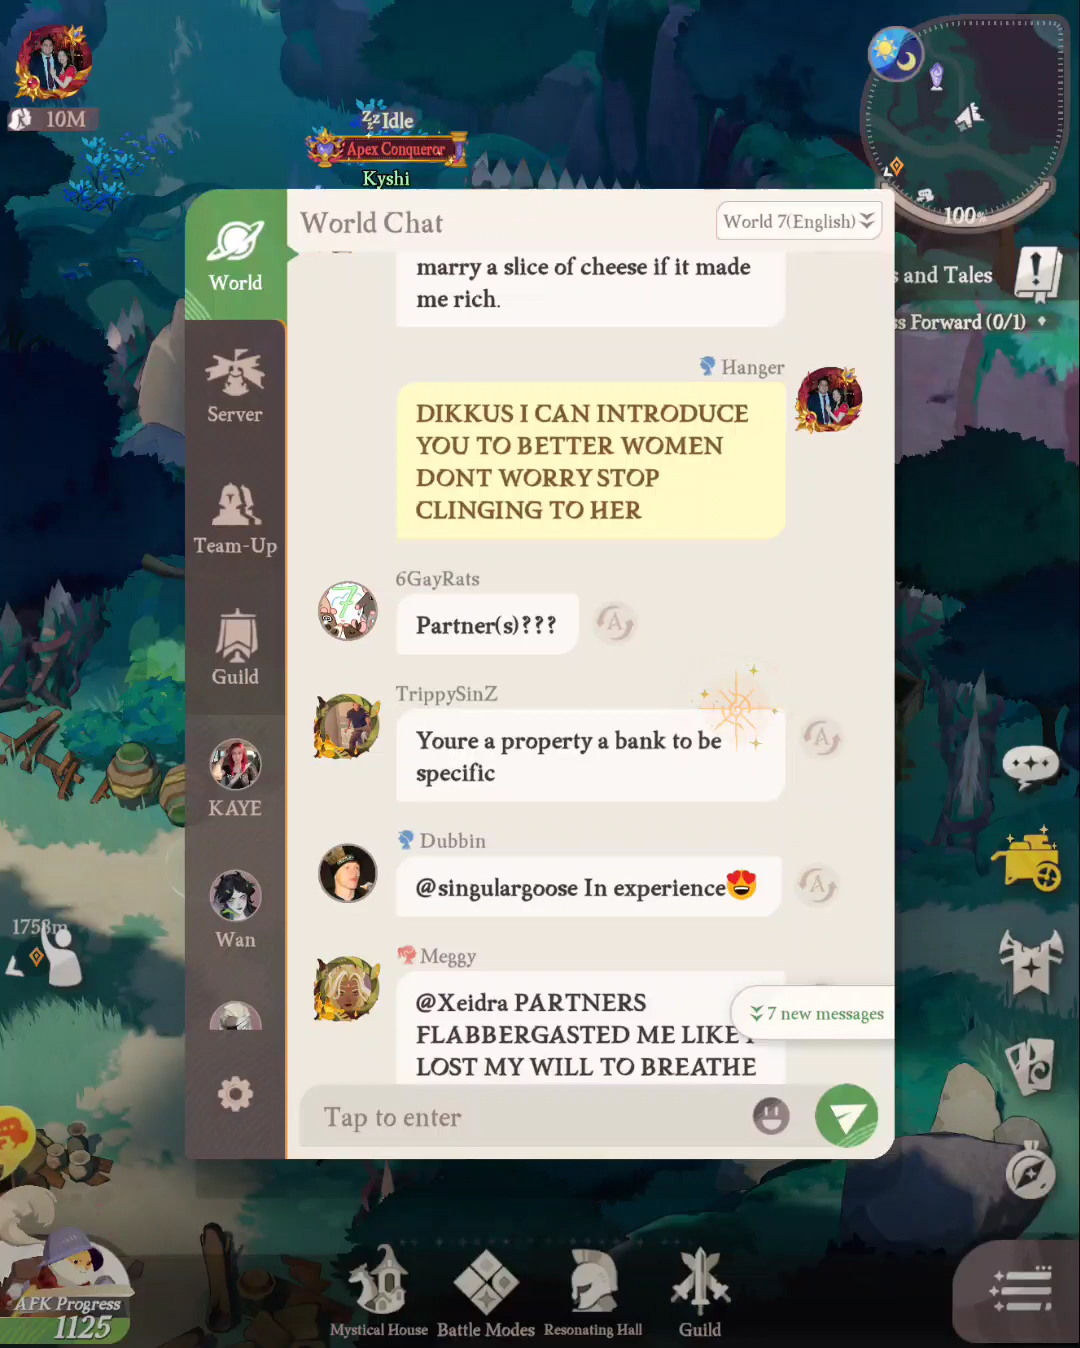 10M
zz Idle
Apex Conqueror
Kyshi
100%
World Chat
World 7(English)
World
s and Tales
ss Forward (0/1)
marry a slice of cheese if it made
me rich.
Server
Hanger
DIKKUS I CAN INTRODUCE
YOU TO BETTER WOMEN
DONT WORRY STOP
CLINGING TO HER
Team-Up
6GayRats
Partner(s)???
Guild
TrippySinZ
Youre a property a bank to be
specific
KAYE
Dubbin
@singulargoose In experience😍
Wan
1758m
Meggy
@Xeidra PARTNERS
FLABBERGASTED ME LIKE I
LOST MY WILL TO BREATHE
7 new messages
Tap to enter
AFK Progress
1125
Mystical House
Battle Modes
Resonating Hall
Guild